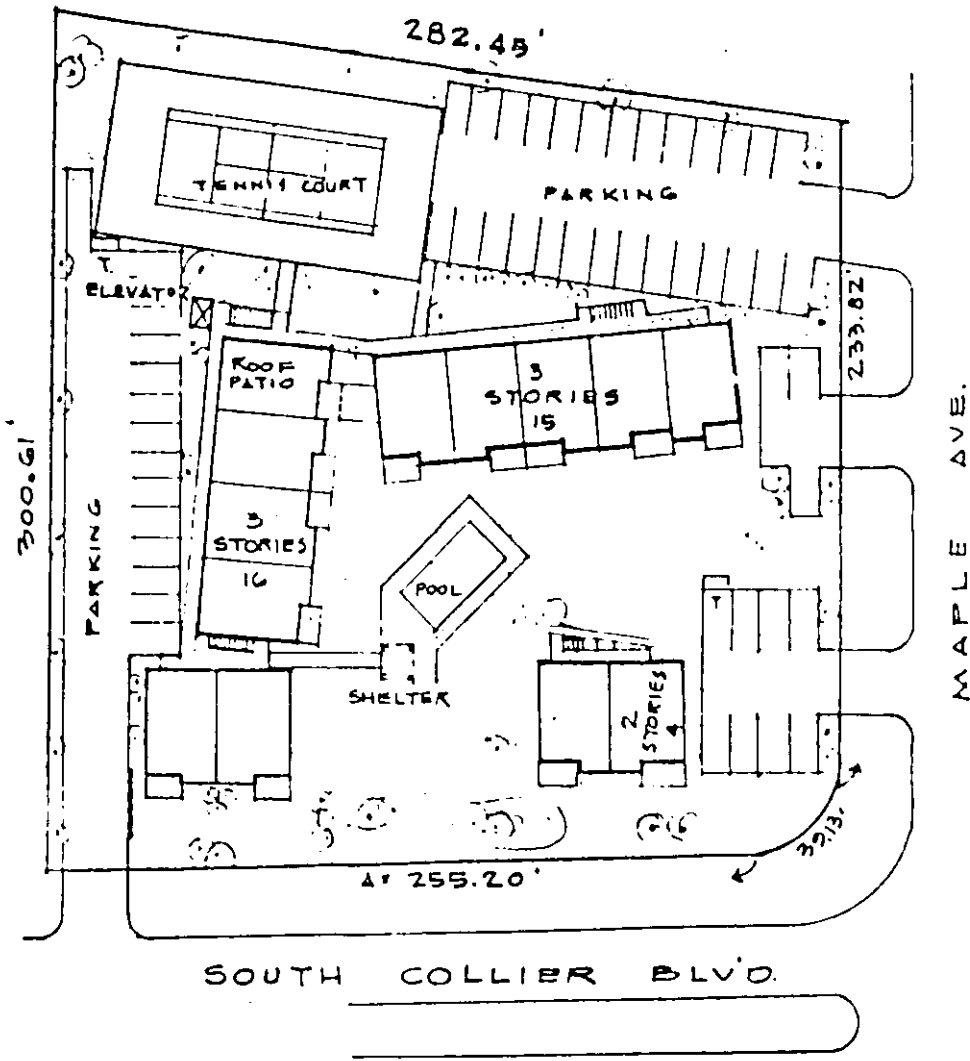 282.45'
TENNIS COURT
PARKING
T
ELEVATOR
ROOF
PATIO
3
STORIES
15
233.82
300.61'
PARKING
3
STORIES
16
POOL
MAPLE AVE.
T
SHELTER
2
STORIES
4
39.13'
255.20'
SOUTH COLLIER BLV'D.